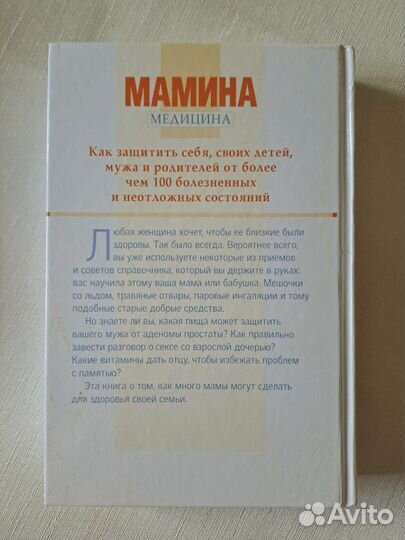 МАМИНА
МЕДИЦИНА
Как защитить себя, своих детей,
мужа и родителей от более
чем 100 болезненных
и неотложных состояний
Любая женщина хочет, чтобы ее близкие были
здоровы. Так было всегда. Вероятнее всего,
вы уже используете некоторые из приемов
и советов справочника, который вы держите в руках:
вас научила этому ваша мама или бабушка. Мешочки
со льдом, травяные отвары, паровые ингаляции и тому
подобные старые добрые средства.
Но знаете ли вы, какая пища может защитить
вашего мужа от аденомы простаты? Как правильно
завести разговор о сексе со взрослой дочерью?
Какие витамины дать отцу, чтобы избежать проблем
с памятью?
Эта книга о том, как много мамы могут сделать
для здоровья своей семьи.
Avito